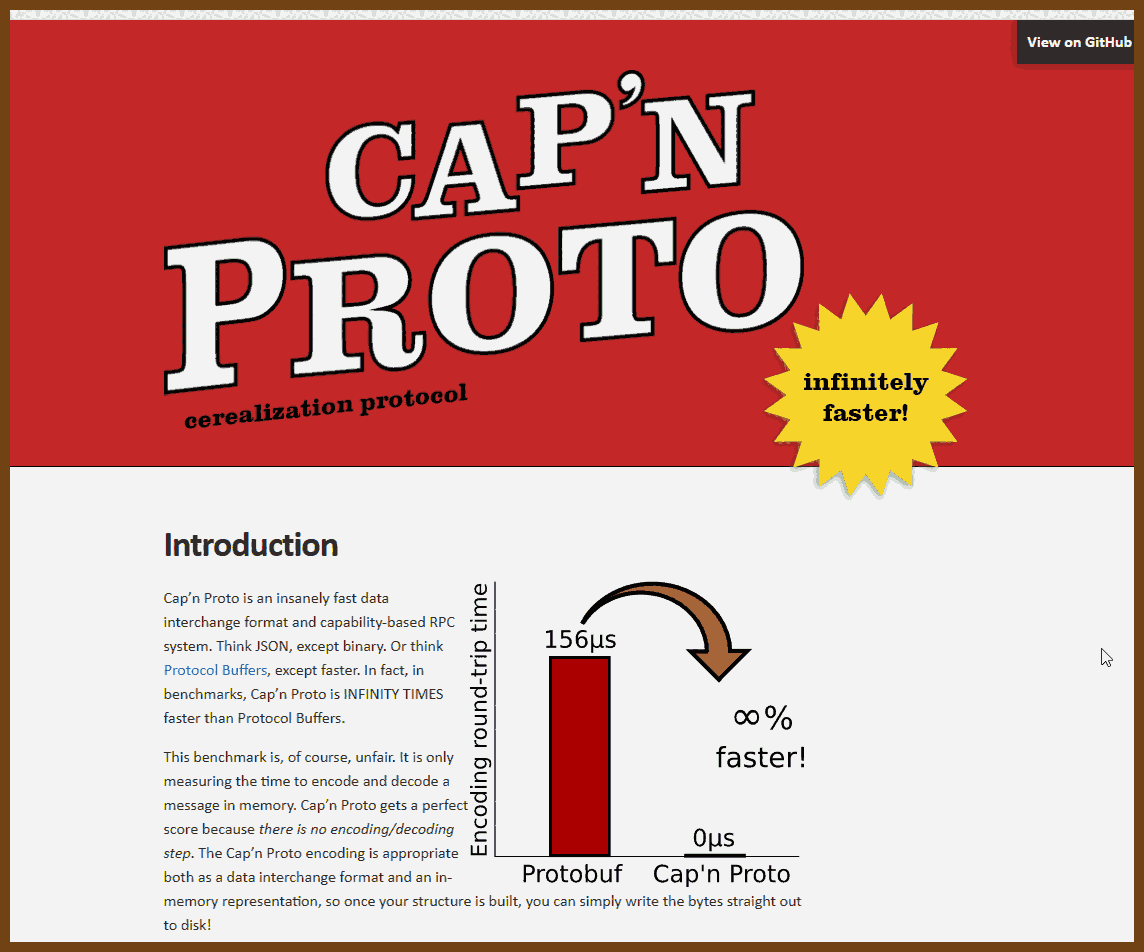 View on GitHub
CAP'N
PROTO
cerealization protocol
infinitely
faster!
Introduction
Cap'n Proto is an insanely fast data
interchange format and capability-based RPC
system. Think JSON, except binary. Or think
Protocol Buffers, except faster. In fact, in
benchmarks, Cap'n Proto is INFINITY TIMES
faster than Protocol Buffers.
This benchmark is, of course, unfair. It is only
measuring the time to encode and decode a
message in memory. Cap'n Proto gets a perfect
score because there is no encoding/decoding
step. The Cap'n Proto encoding is appropriate
both as a data interchange format and an in-
memory representation, so once your structure is built, you can simply write the bytes straight out
to disk!
Encoding round-trip time
156µs
∞%
faster!
0µs
Protobuf
Cap'n Proto